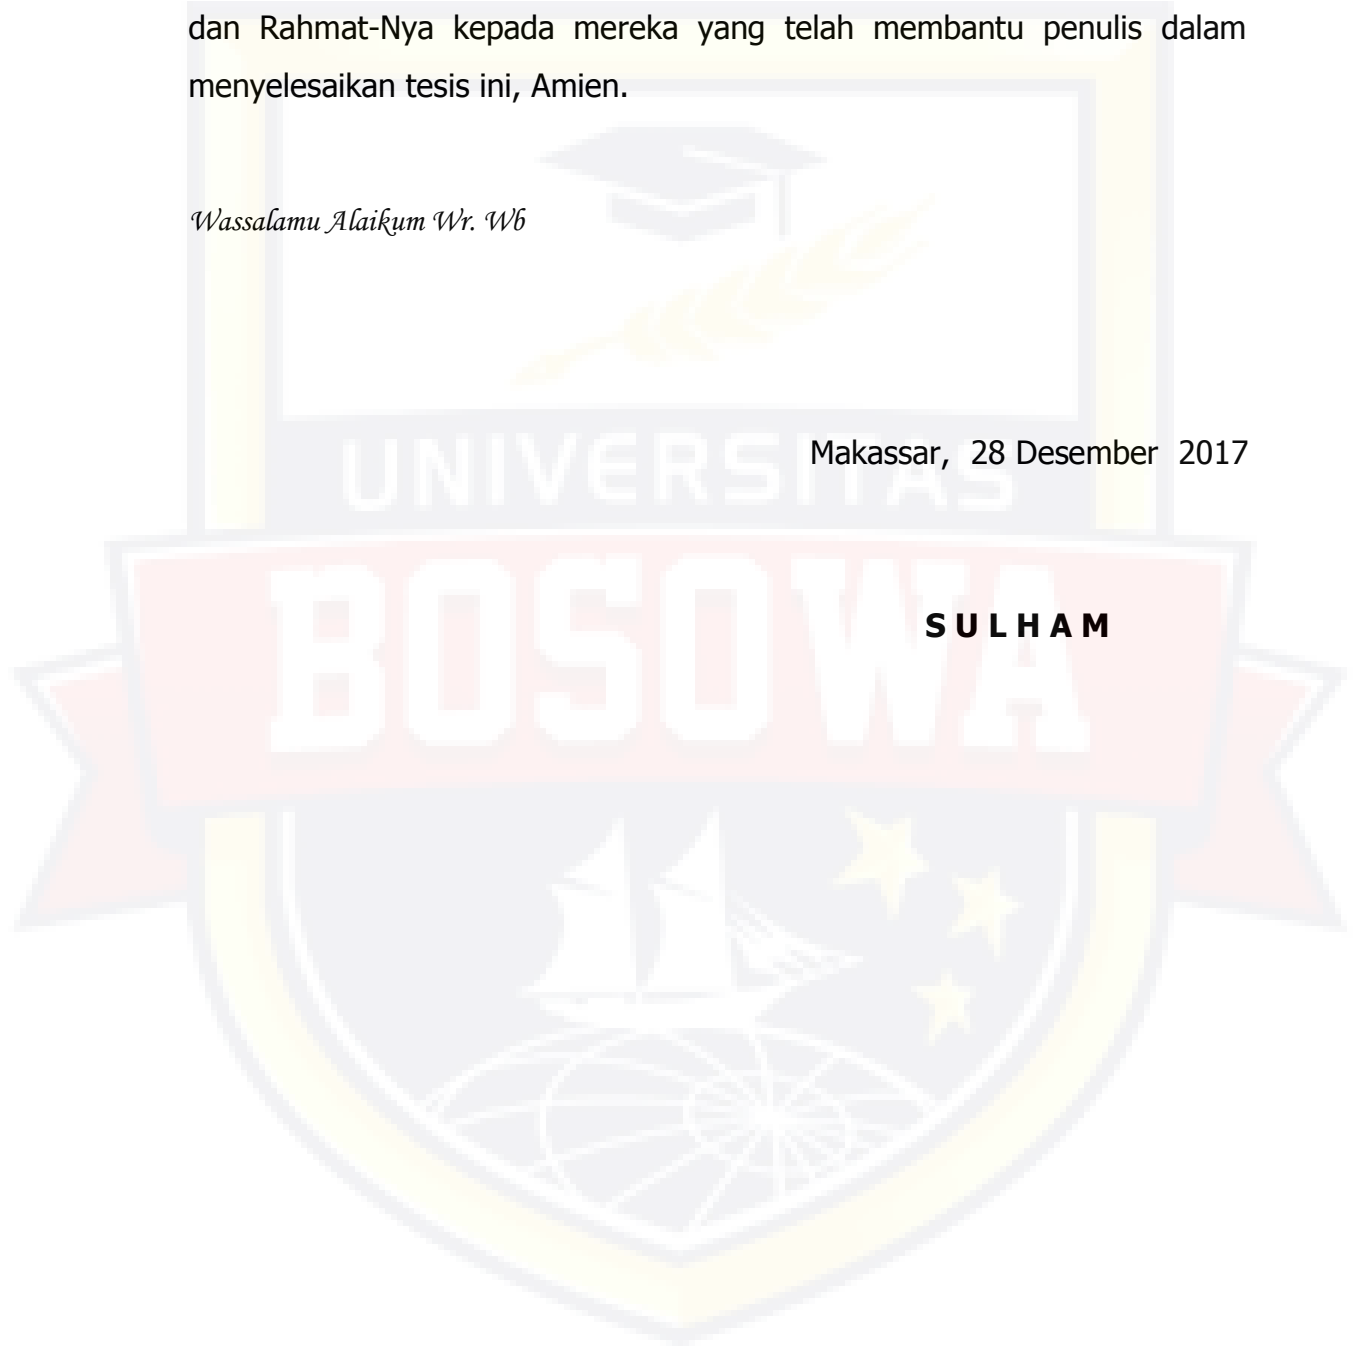 dan Rahmat-Nya kepada mereka yang telah membantu penulis dalam
menyelesaikan tesis ini, Amien.
Wassalamu Alaikum Wr. Wb
UNIVERSITAS
Makassar, 28 Desember 2017
BOSOWA
S U L H A M